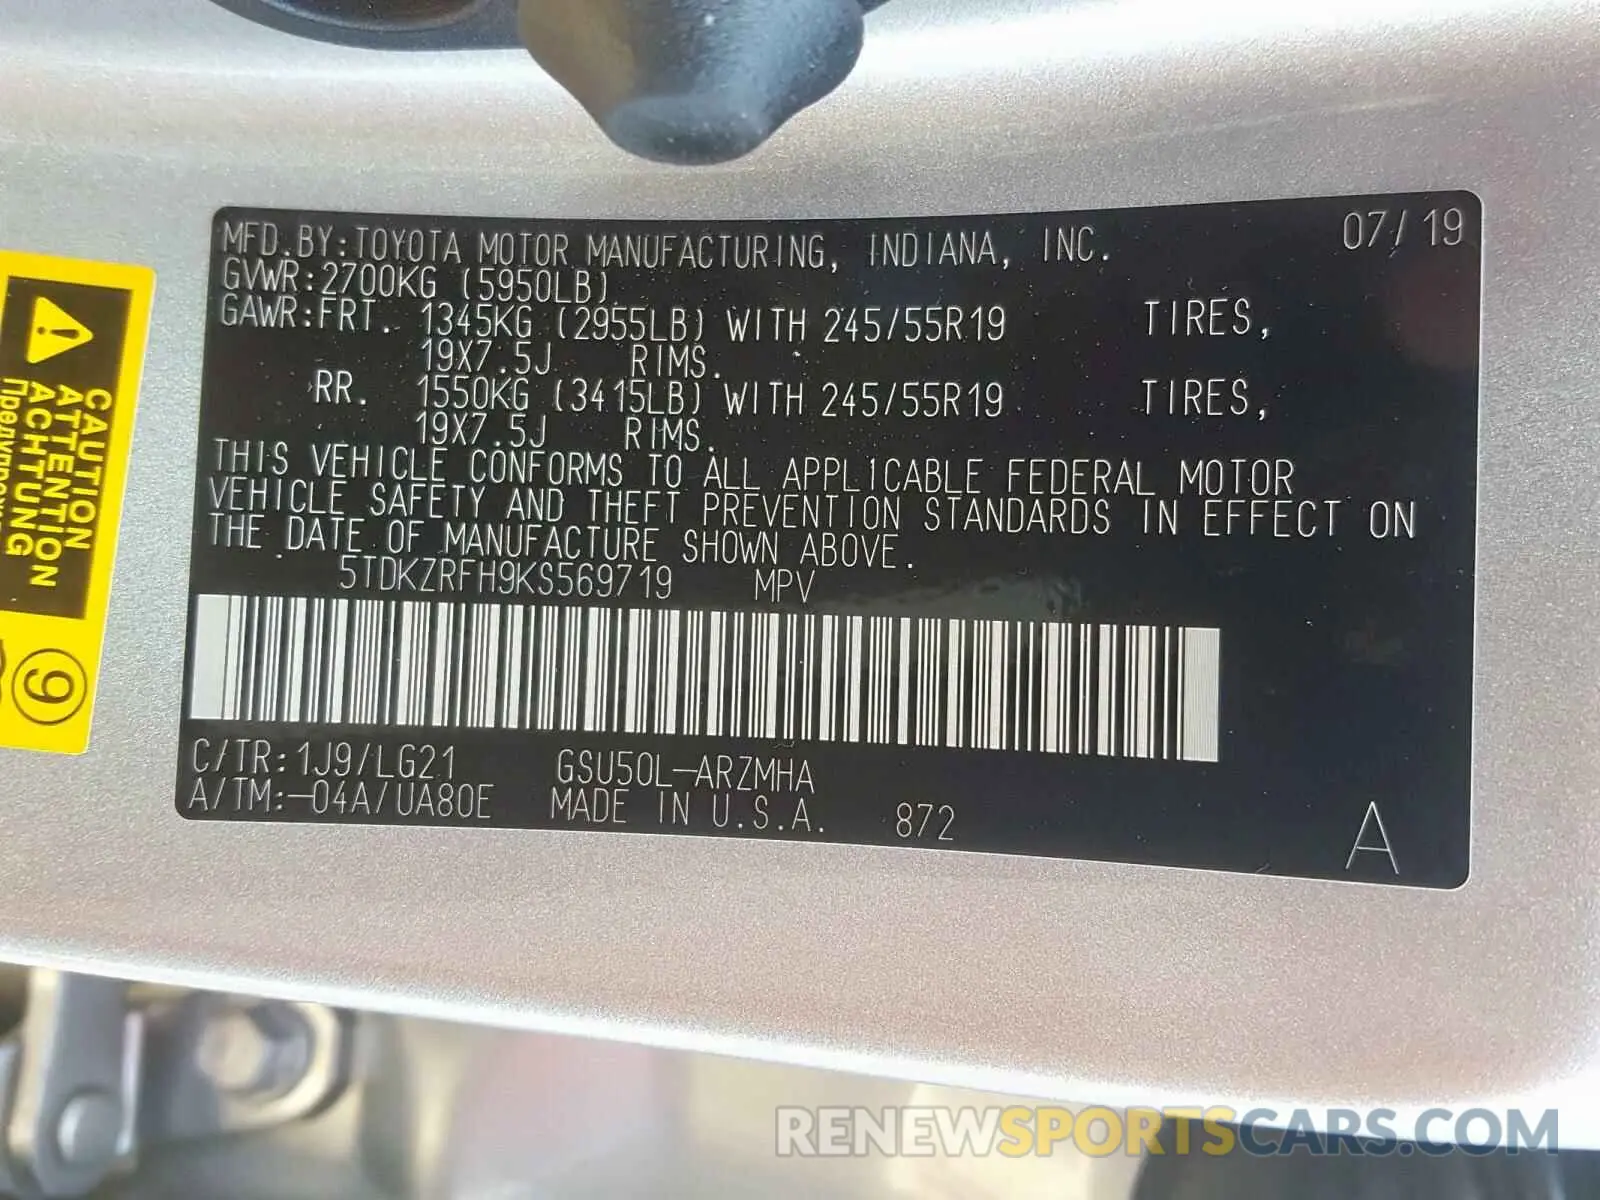 MFD.BY:TOYOTA MOTOR MANUFACTURING, INDIANA, INC. 07/19
GVWR:2700KG (5950LB)
GAWR:FRT. 1345KG (2955LB) WITH 245/55R19 TIRES,
19X7.5J RIMS.
RR. 1550KG (3415LB) WITH 245/55R19 TIRES,
19X7.5J RIMS.
THIS VEHICLE CONFORMS TO ALL APPLICABLE FEDERAL MOTOR
VEHICLE SAFETY AND THEFT PREVENTION STANDARDS IN EFFECT ON
THE DATE OF MANUFACTURE SHOWN ABOVE.
5TDKZRFH9KS569719 MPV
C/TR:1J9/LG21 GSU50L-ARZMHA
A/TM:-04A/UA80E MADE IN U.S.A. 872
A
CAUTION
ATTENTION
ACHTUNG
9
RENEWSPORTSCARS.COM